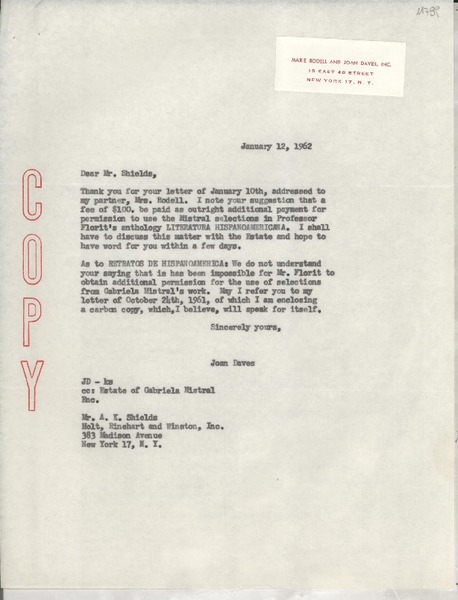 MARIE RODELL AND JOAN DAVES, INC.
15 EAST 48 STREET
NEW YORK 17, N. Y.
January 12, 1962
COPY
Dear Mr. Shields,
Thank you for your letter of January 10th, addressed to
my partner, Mrs. Rodell. I note your suggestion that a
fee of $100. be paid as outright additional payment for
permission to use the Mistral selections in Professor
Florit's anthology LITERATURA HISPANOAMERICANA. I shall
have to discuss this matter with the Estate and hope to
have word for you within a few days.
As to RETRATOS DE HISPANOAMERICA: We do not understand
your saying that is has been impossible for Mr. Florit to
obtain additional permission for the use of selections
from Gabriela Mistral's work. May I refer you to my
letter of October 24th, 1961, of which I am enclosing
a carbon copy, which, I believe, will speak for itself.
Sincerely yours,
Joan Daves
JD - ks
cc: Estate of Gabriela Mistral
Enc.
Mr. A. K. Shields
Holt, Rinehart and Winston, Inc.
383 Madison Avenue
New York 17, N. Y.